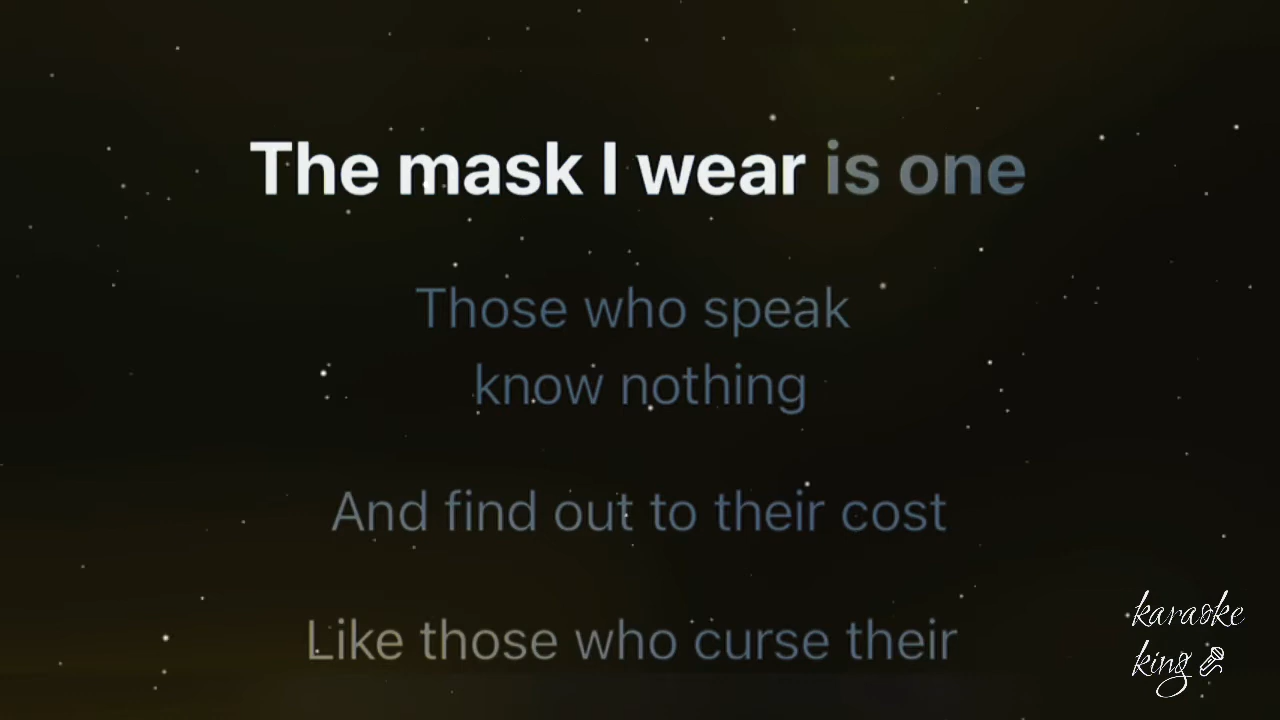 The mask I wear is one
Those who speak
know nothing
And find out to their cost
Like those who curse their
karaoke
king